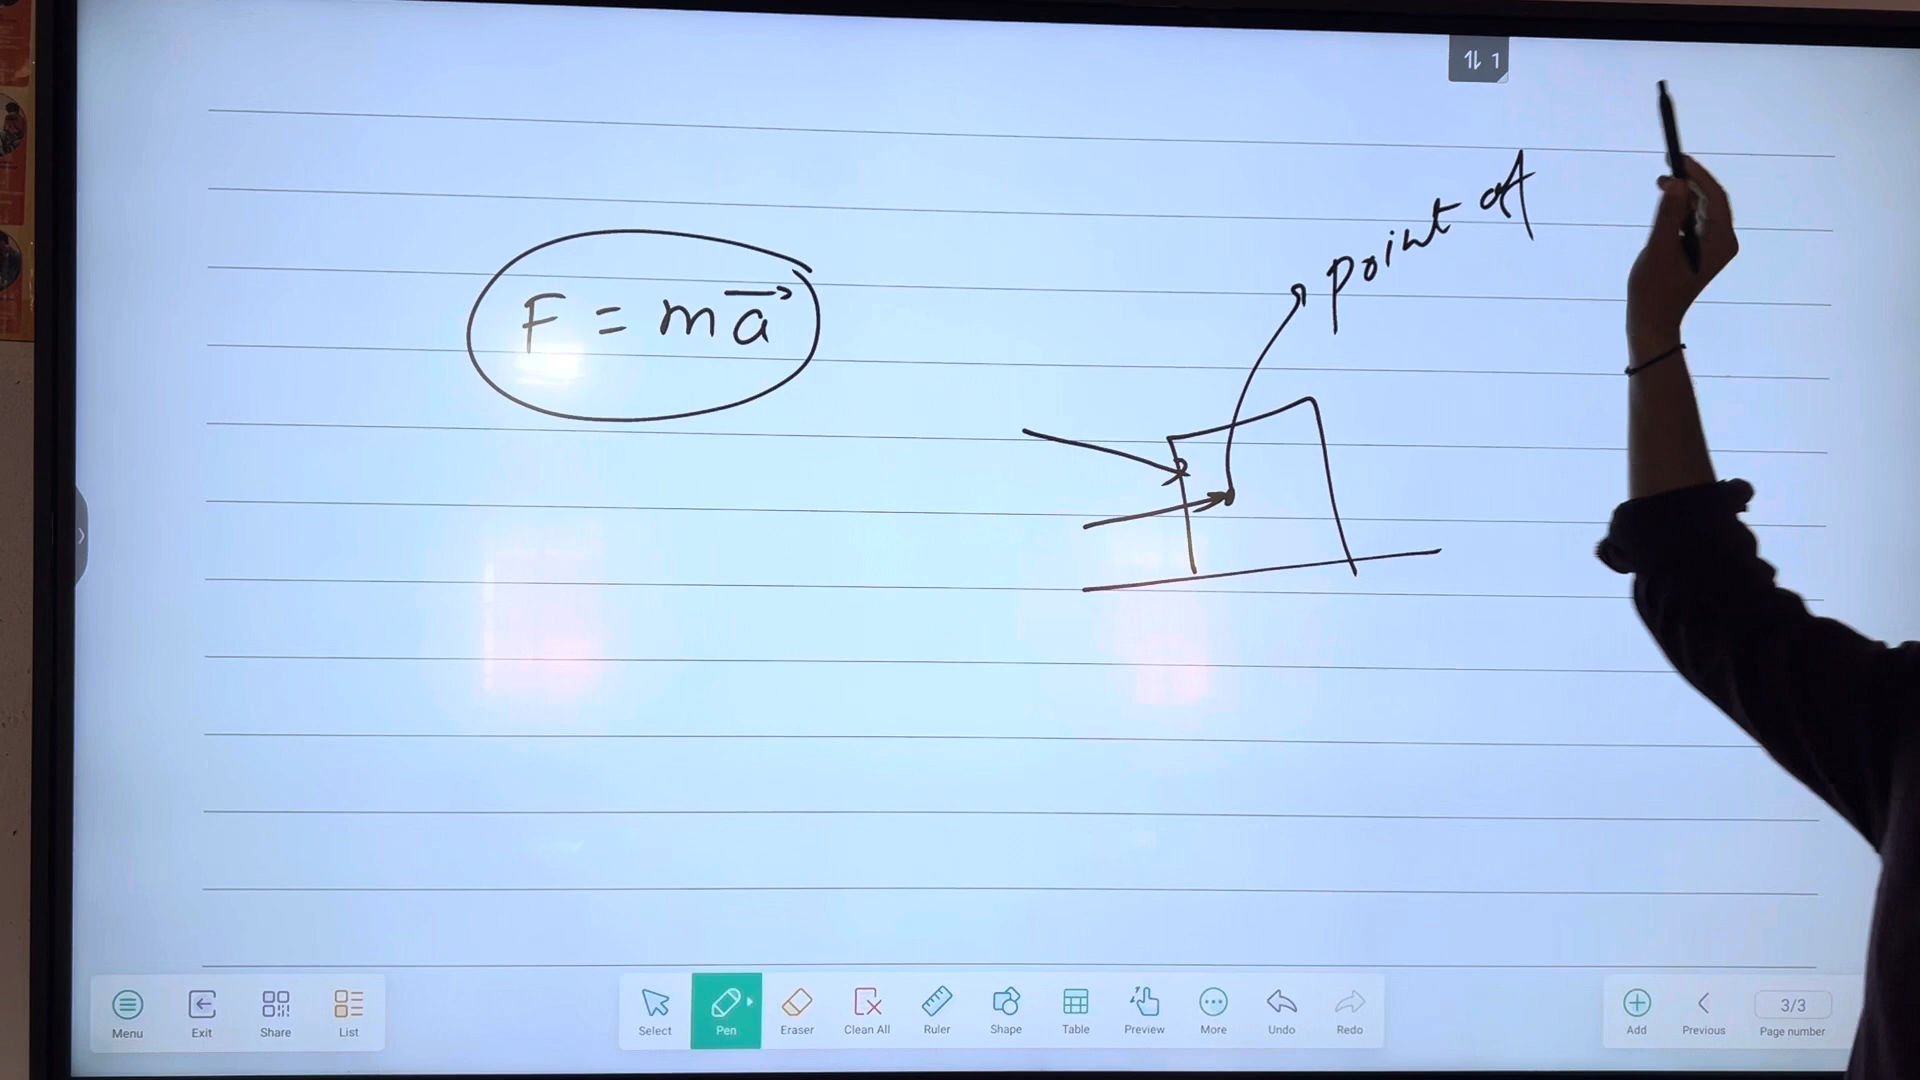 ⇅ 1
point of
F = ma⃗
Menu
Exit
Share
List
Select
Pen
Eraser
Clean All
Ruler
Shape
Table
Preview
More
Undo
Redo
Add
Previous
3/3
Page number